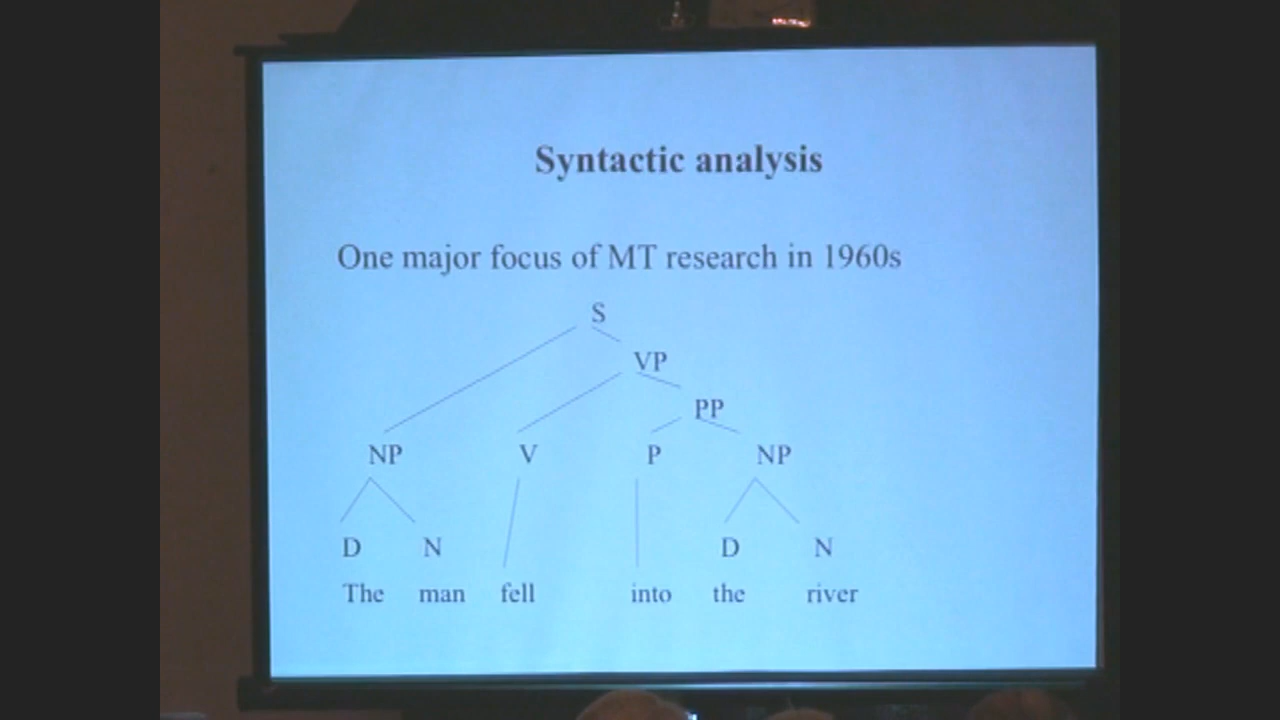 Syntactic analysis
One major focus of MT research in 1960s
S
VP
PP
NP V P NP
D N D N
The man fell into the river